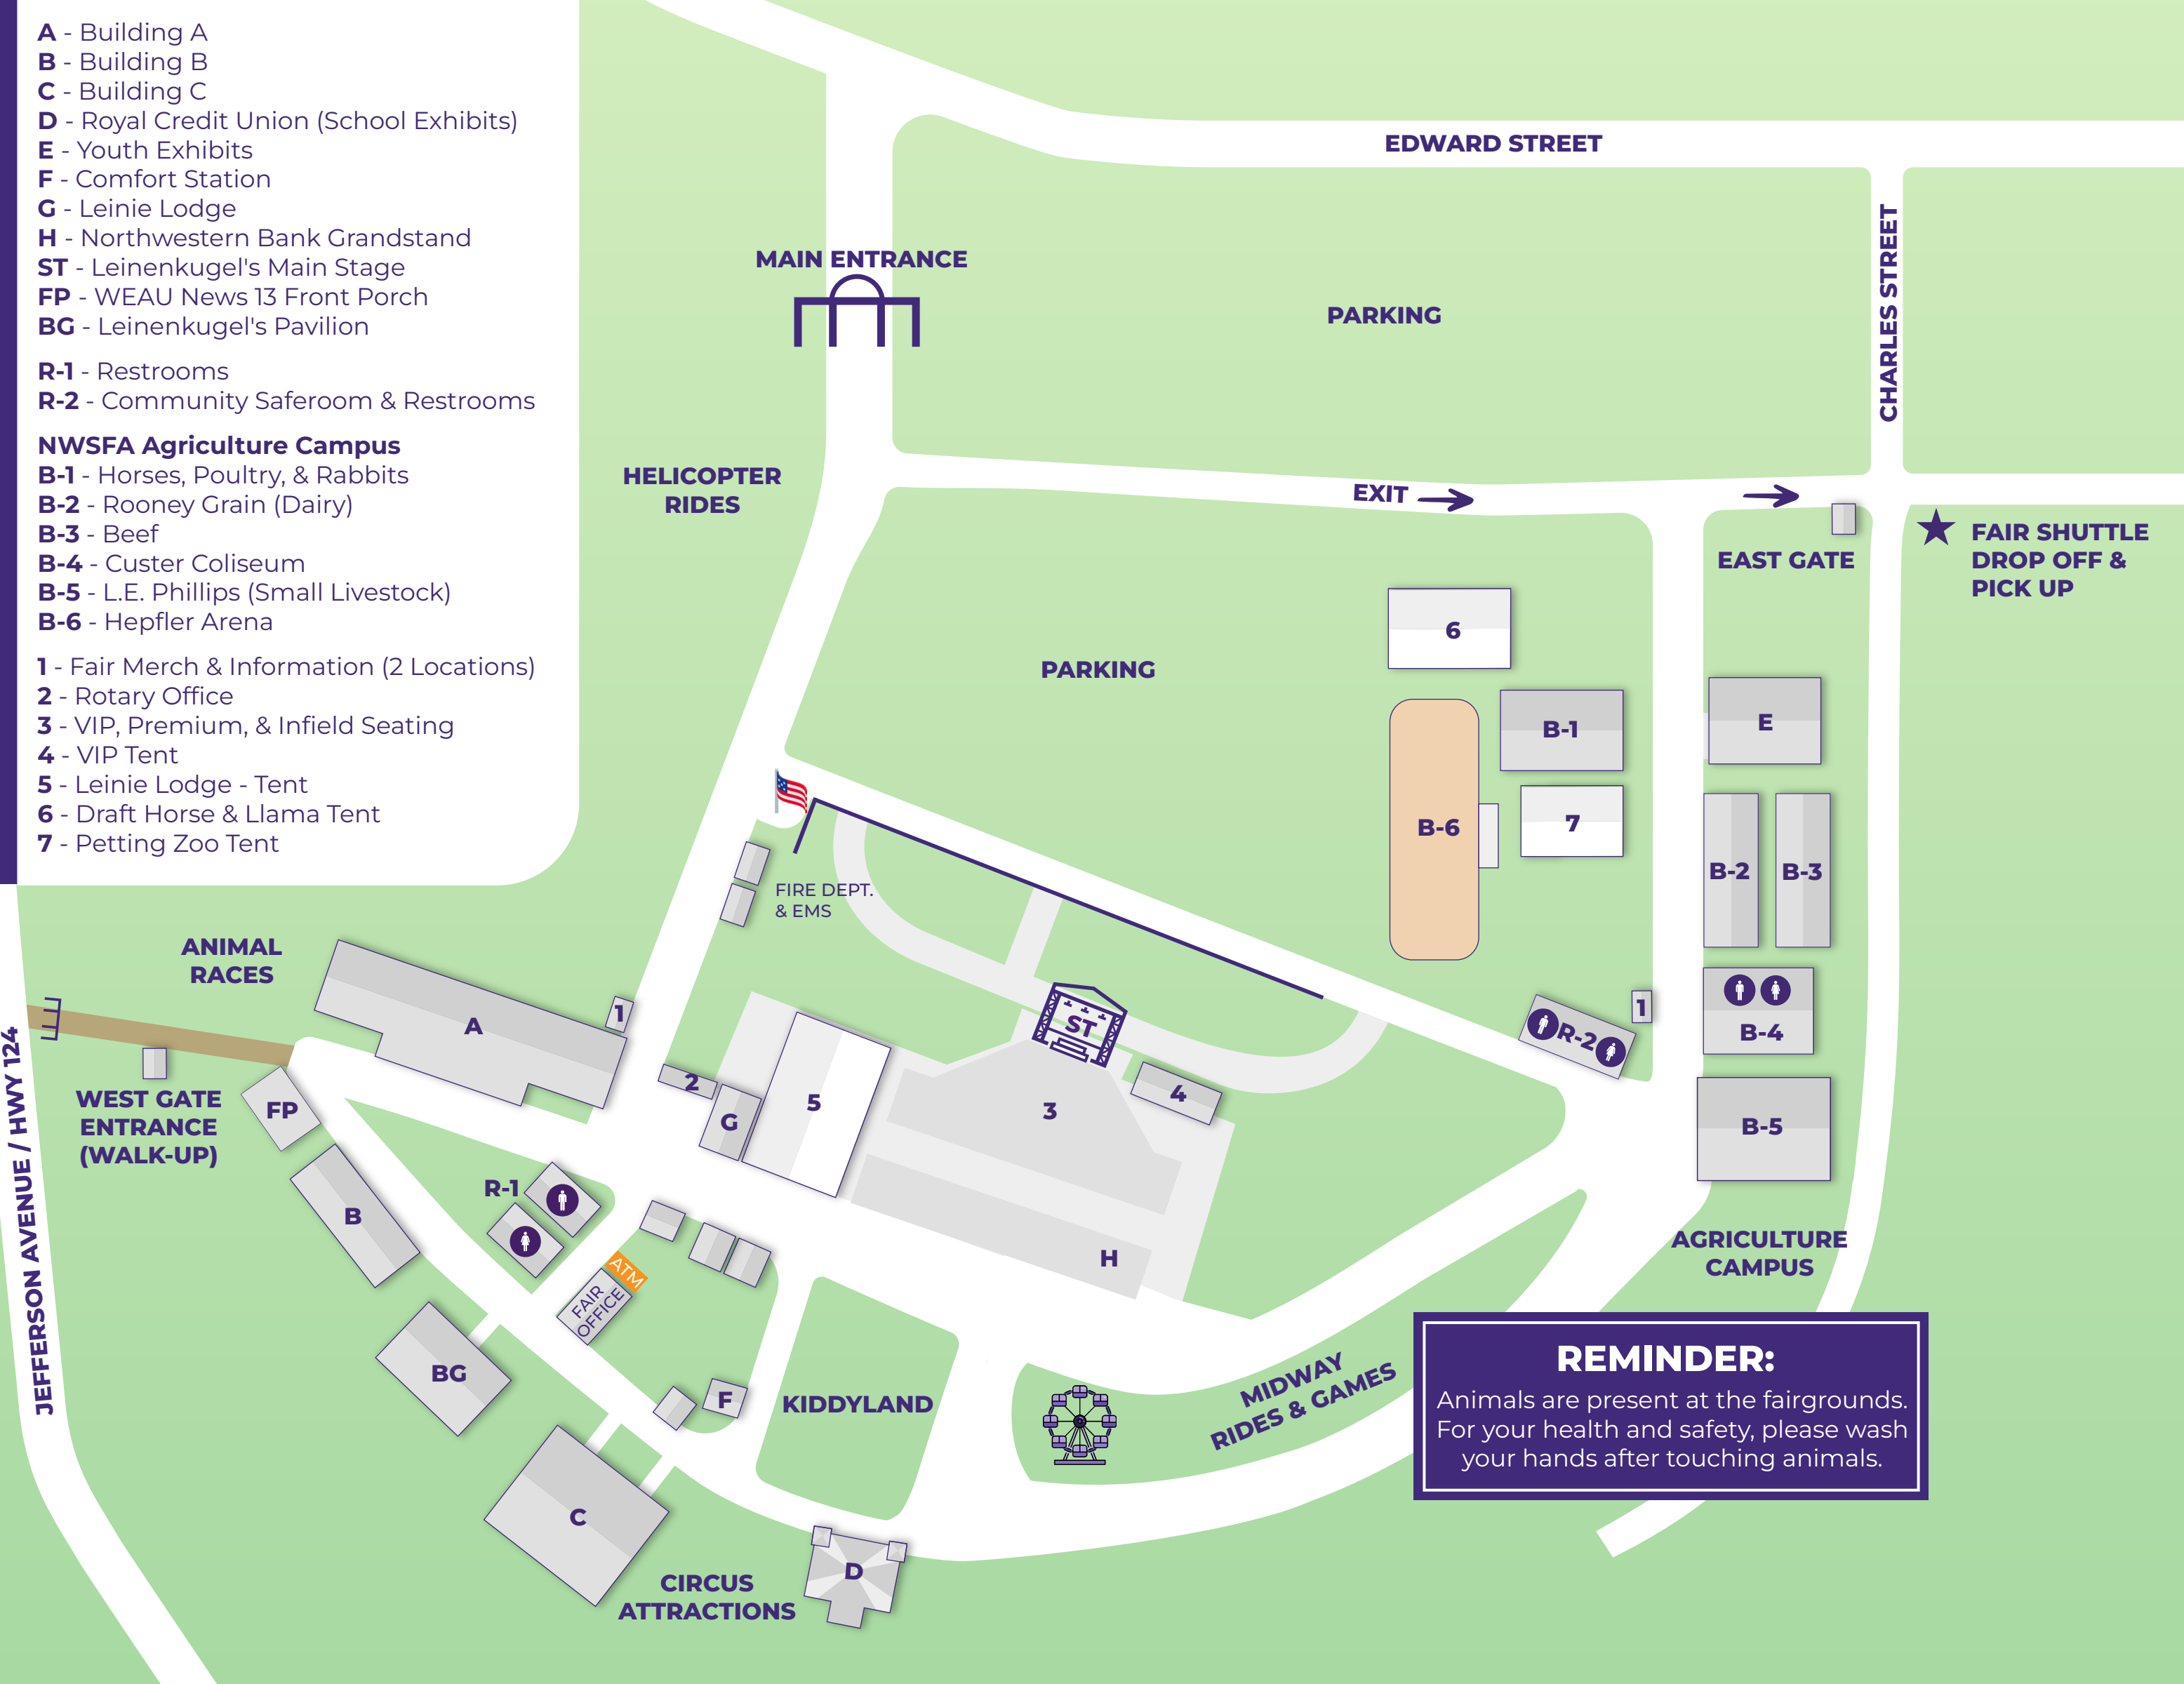 A - Building A
B - Building B
C - Building C
D - Royal Credit Union (School Exhibits)
E - Youth Exhibits
F - Comfort Station
G - Leinie Lodge
H - Northwestern Bank Grandstand
ST - Leinenkugel's Main Stage
FP - WEAU News 13 Front Porch
BG - Leinenkugel's Pavilion
R-1 - Restrooms
R-2 - Community Saferoom & Restrooms
NWSFA Agriculture Campus
B-1 - Horses, Poultry, & Rabbits
B-2 - Rooney Grain (Dairy)
B-3 - Beef
B-4 - Custer Coliseum
B-5 - L.E. Phillips (Small Livestock)
B-6 - Hepfler Arena
1 - Fair Merch & Information (2 Locations)
2 - Rotary Office
3 - VIP, Premium, & Infield Seating
4 - VIP Tent
5 - Leinie Lodge - Tent
6 - Draft Horse & Llama Tent
7 - Petting Zoo Tent
EDWARD STREET
CHARLES STREET
MAIN ENTRANCE
PARKING
HELICOPTER
RIDES
EXIT
EAST GATE
FAIR SHUTTLE
DROP OFF &
PICK UP
PARKING
6
B-1
E
B-6
7
B-2
B-3
FIRE DEPT.
& EMS
ANIMAL
RACES
A
1
ST
R-2
1
B-4
JEFFERSON AVENUE / HWY 124
WEST GATE
ENTRANCE
(WALK-UP)
FP
2
G
5
3
4
B-5
R-1
B
H
AGRICULTURE
CAMPUS
ATM
FAIR
OFFICE
BG
F
KIDDYLAND
MIDWAY
RIDES & GAMES
C
D
CIRCUS
ATTRACTIONS
REMINDER:
Animals are present at the fairgrounds.
For your health and safety, please wash
your hands after touching animals.